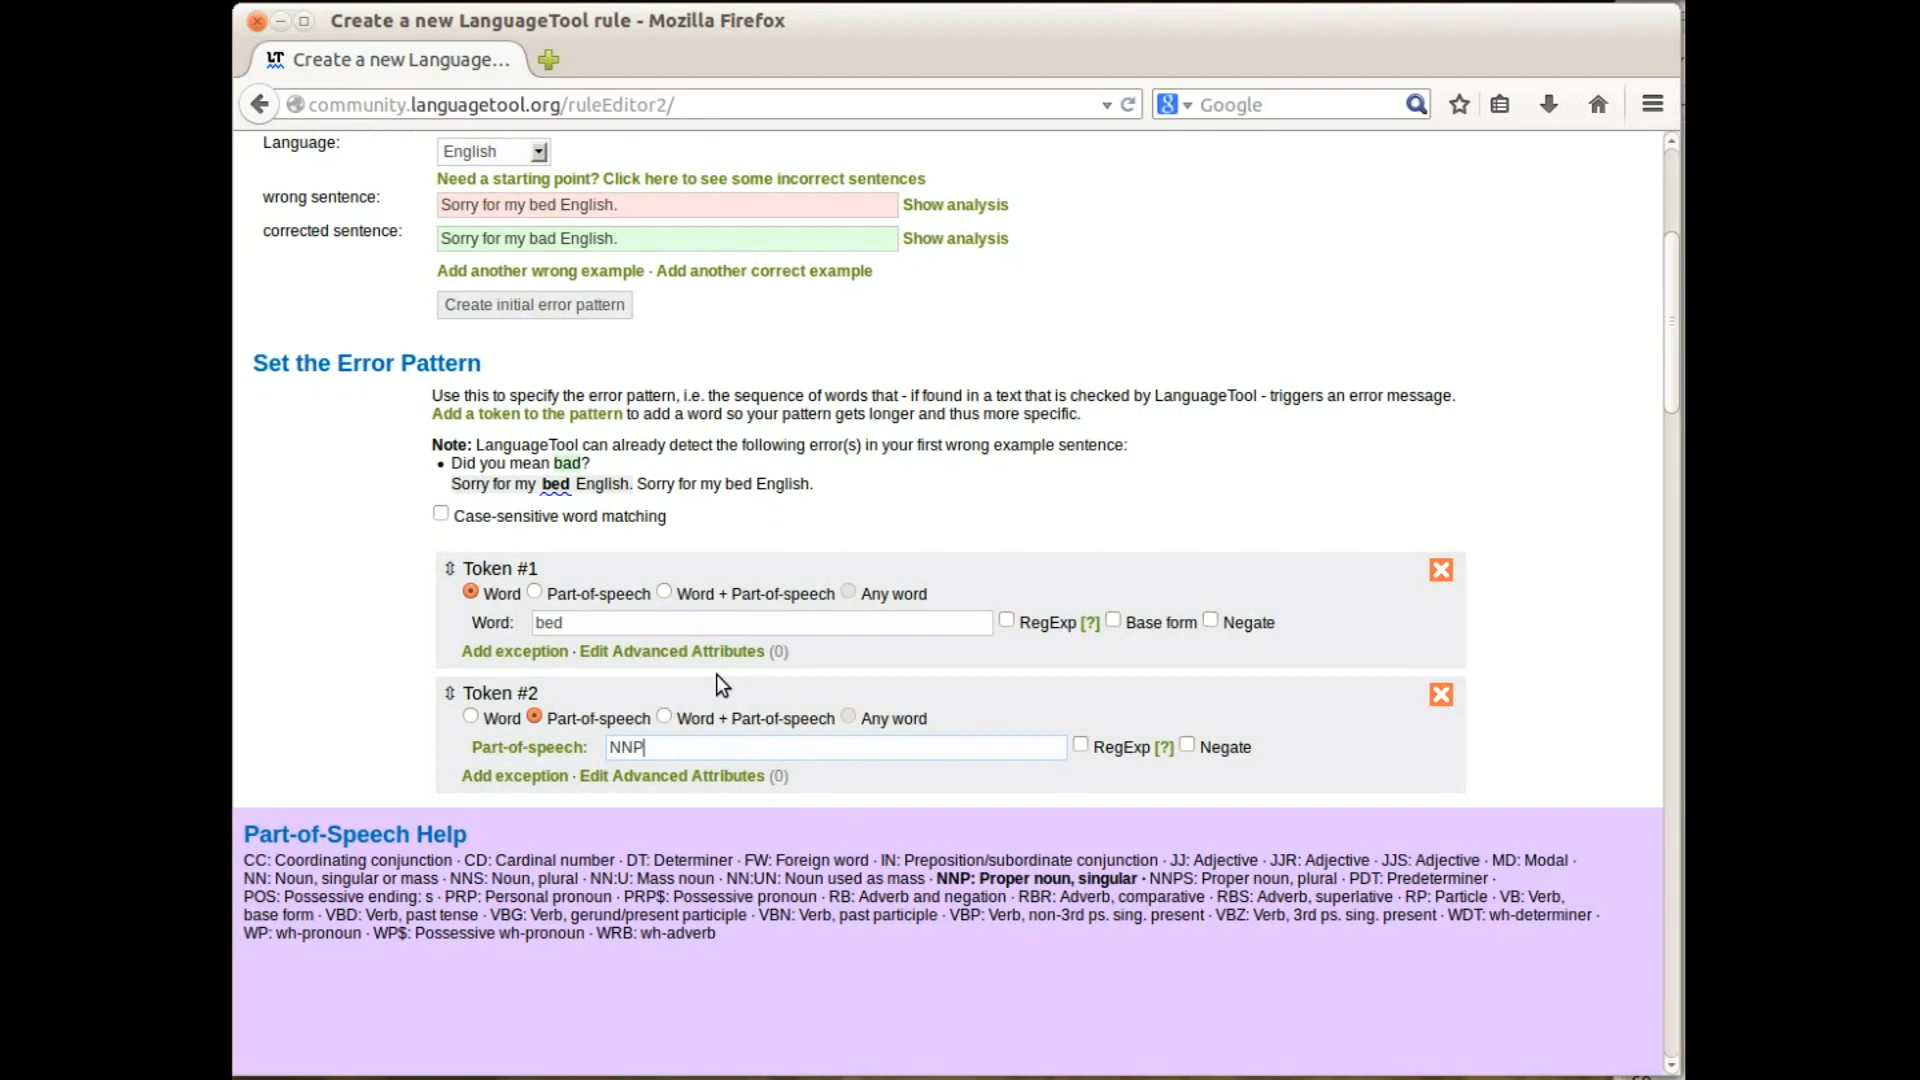 Create a new LanguageTool rule - Mozilla Firefox
Create a new Language...
community.languagetool.org/ruleEditor2/
Google
Language:
English
Need a starting point? Click here to see some incorrect sentences
wrong sentence:
Sorry for my bed English.
Show analysis
corrected sentence:
Sorry for my bad English.
Show analysis
Add another wrong example · Add another correct example
Create initial error pattern
Set the Error Pattern
Use this to specify the error pattern, i.e. the sequence of words that - if found in a text that is checked by LanguageTool - triggers an error message.
Add a token to the pattern to add a word so your pattern gets longer and thus more specific.
Note: LanguageTool can already detect the following error(s) in your first wrong example sentence:
• Did you mean bad?
Sorry for my bed English. Sorry for my bed English.
Case-sensitive word matching
⇕ Token #1
Word Part-of-speech Word + Part-of-speech Any word
Word: bed RegExp [?] Base form Negate
Add exception · Edit Advanced Attributes (0)
⇕ Token #2
Word Part-of-speech Word + Part-of-speech Any word
Part-of-speech: NNP RegExp [?] Negate
Add exception · Edit Advanced Attributes (0)
Part-of-Speech Help
CC: Coordinating conjunction · CD: Cardinal number · DT: Determiner · FW: Foreign word · IN: Preposition/subordinate conjunction · JJ: Adjective · JJR: Adjective · JJS: Adjective · MD: Modal ·
NN: Noun, singular or mass · NNS: Noun, plural · NN:U: Mass noun · NN:UN: Noun used as mass · NNP: Proper noun, singular · NNPS: Proper noun, plural · PDT: Predeterminer ·
POS: Possessive ending: s · PRP: Personal pronoun · PRP$: Possessive pronoun · RB: Adverb and negation · RBR: Adverb, comparative · RBS: Adverb, superlative · RP: Particle · VB: Verb,
base form · VBD: Verb, past tense · VBG: Verb, gerund/present participle · VBN: Verb, past participle · VBP: Verb, non-3rd ps. sing. present · VBZ: Verb, 3rd ps. sing. present · WDT: wh-determiner ·
WP: wh-pronoun · WP$: Possessive wh-pronoun · WRB: wh-adverb